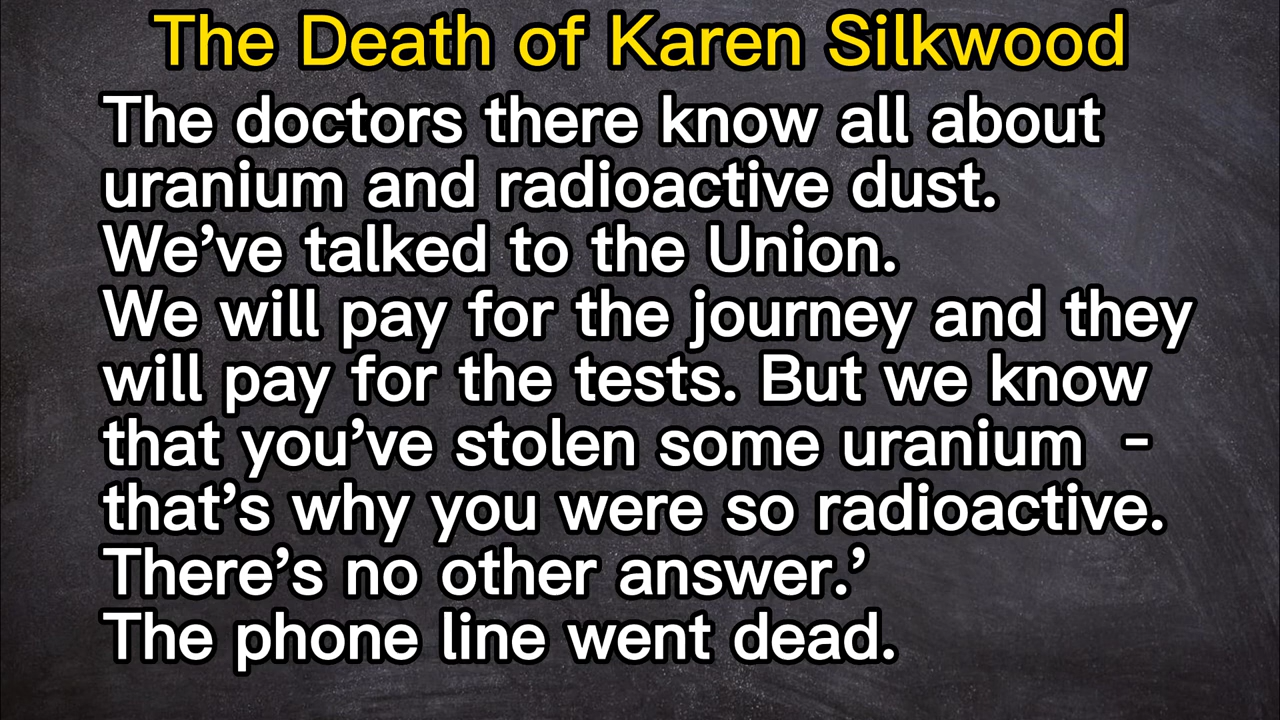 The Death of Karen Silkwood
The doctors there know all about
uranium and radioactive dust.
We’ve talked to the Union.
We will pay for the journey and they
will pay for the tests. But we know
that you’ve stolen some uranium -
that’s why you were so radioactive.
There’s no other answer.’
The phone line went dead.